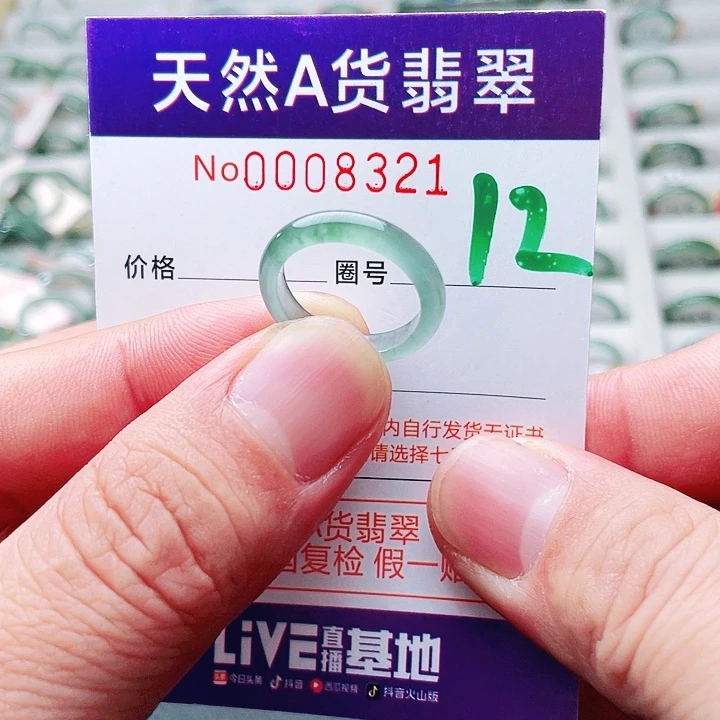 天然A货翡翠
No0008321
12
价格 圈号
内自行发货无证书
请选择七
货翡翠
复检 假一赔
LiVE直播基地
今日头条 抖音 西瓜视频 抖音火山版